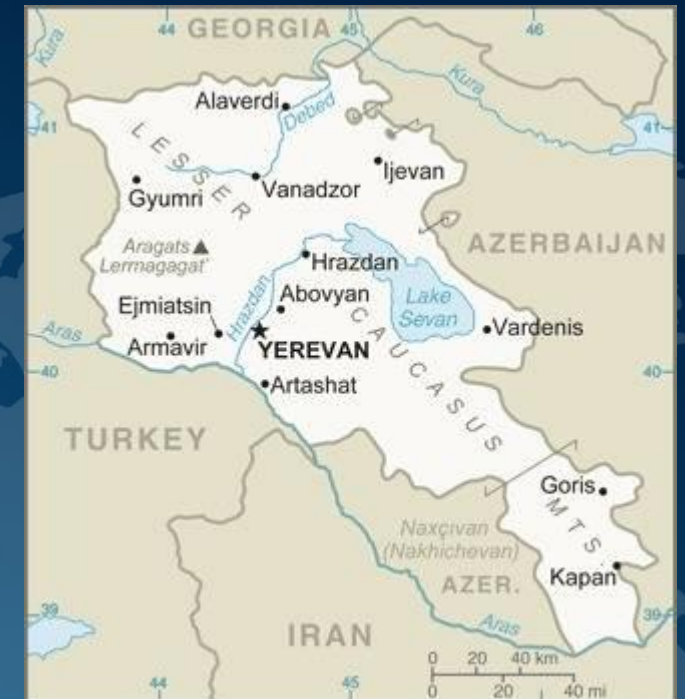 44
45
46
GEORGIA
Kura
Kura
Alaverdi
Debed
41
41
LESSER
Ijevan
Gyumri
Vanadzor
AZERBAIJAN
Aragats
Lerrnagagat'
Hrazdan
Hrazdan
Abovyan
Lake
Sevan
Ejmiatsin
Vardenis
Aras
Armavir
YEREVAN
CAUCASUS
40
40
Artashat
TURKEY
Goris
MTS.
Naxçıvan
(Nakhichevan)
Kapan
AZER.
39
39
Aras
IRAN
0 20 40 km
0 20 40 mi
44
45